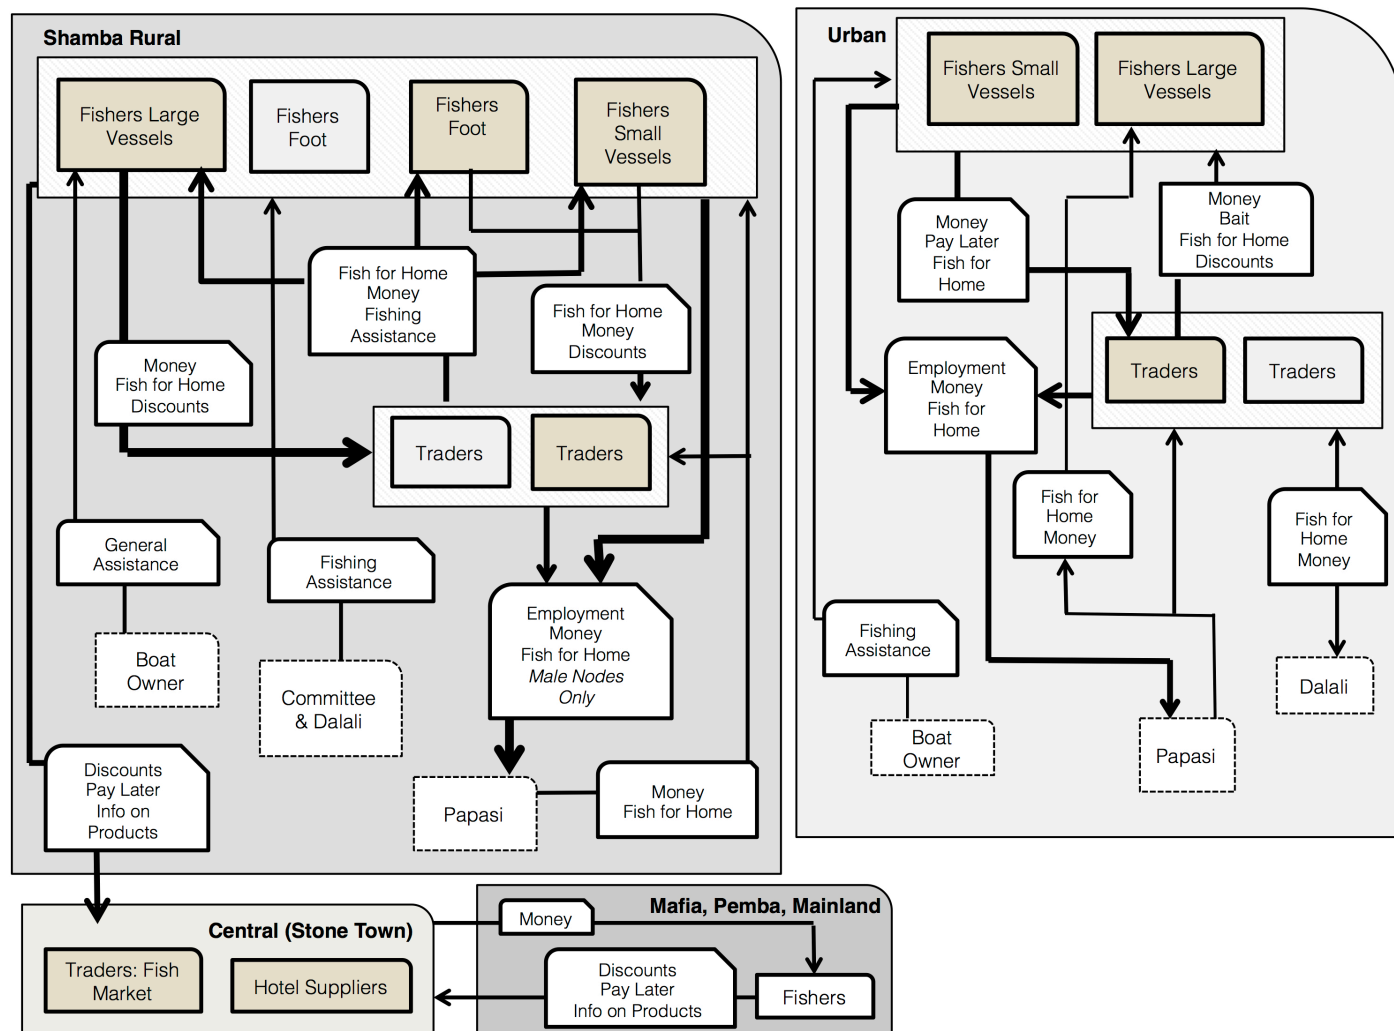 Shamba Rural
Fishers Large
Vessels
Fishers
Foot
Fishers
Foot
Fishers
Small
Vessels
Fish for Home
Money
Fishing
Assistance
Fish for Home
Money
Discounts
Money
Fish for Home
Discounts
Traders
Traders
General
Assistance
Fishing
Assistance
Employment
Money
Fish for Home
Male Nodes
Only
Boat
Owner
Committee
& Dalali
Discounts
Pay Later
Info on
Products
Papasi
Money
Fish for Home
Urban
Fishers Small
Vessels
Fishers Large
Vessels
Money
Pay Later
Fish for
Home
Money
Bait
Fish for Home
Discounts
Employment
Money
Fish for
Home
Traders
Traders
Fish for
Home
Money
Fish for
Home
Money
Fishing
Assistance
Boat
Owner
Papasi
Dalali
Central (Stone Town)
Traders: Fish
Market
Hotel Suppliers
Money
Mafia, Pemba, Mainland
Discounts
Pay Later
Info on Products
Fishers